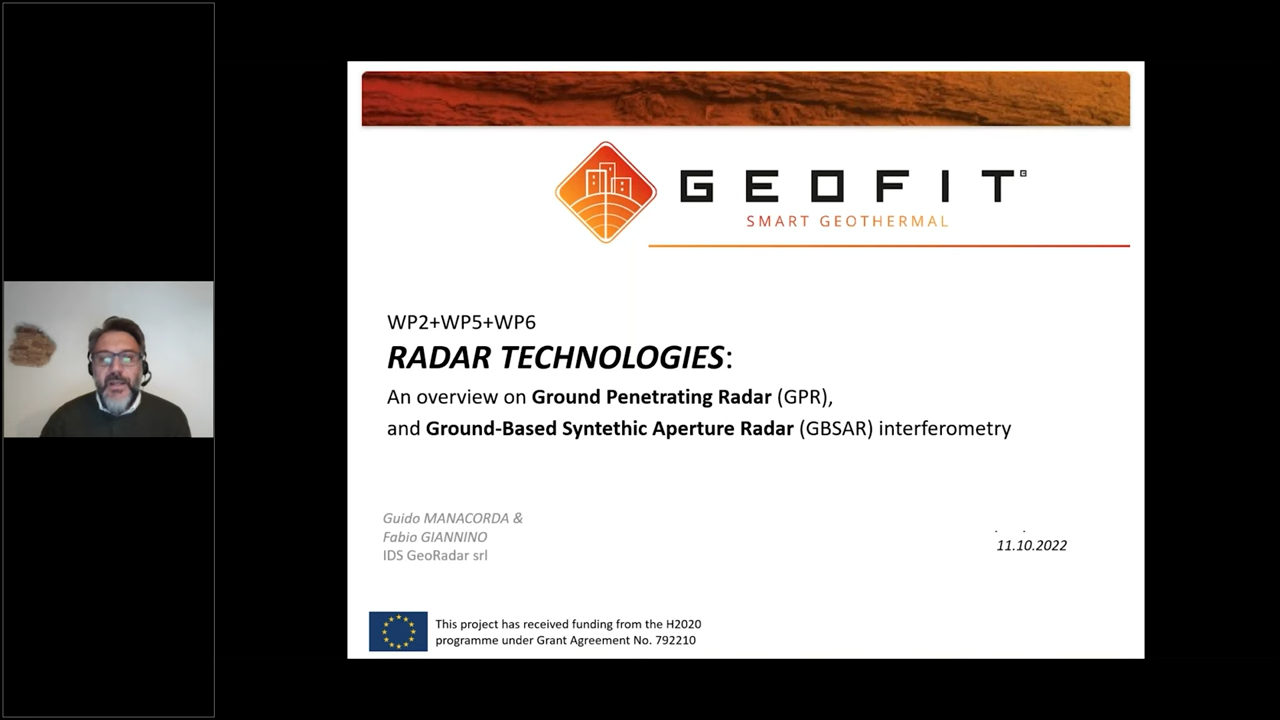 GEOFIT
SMART GEOTHERMAL
WP2+WP5+WP6
RADAR TECHNOLOGIES:
An overview on Ground Penetrating Radar (GPR),
and Ground-Based Syntethic Aperture Radar (GBSAR) interferometry
Guido MANACORDA &
Fabio GIANNINO
IDS GeoRadar srl
11.10.2022
This project has received funding from the H2020
programme under Grant Agreement No. 792210